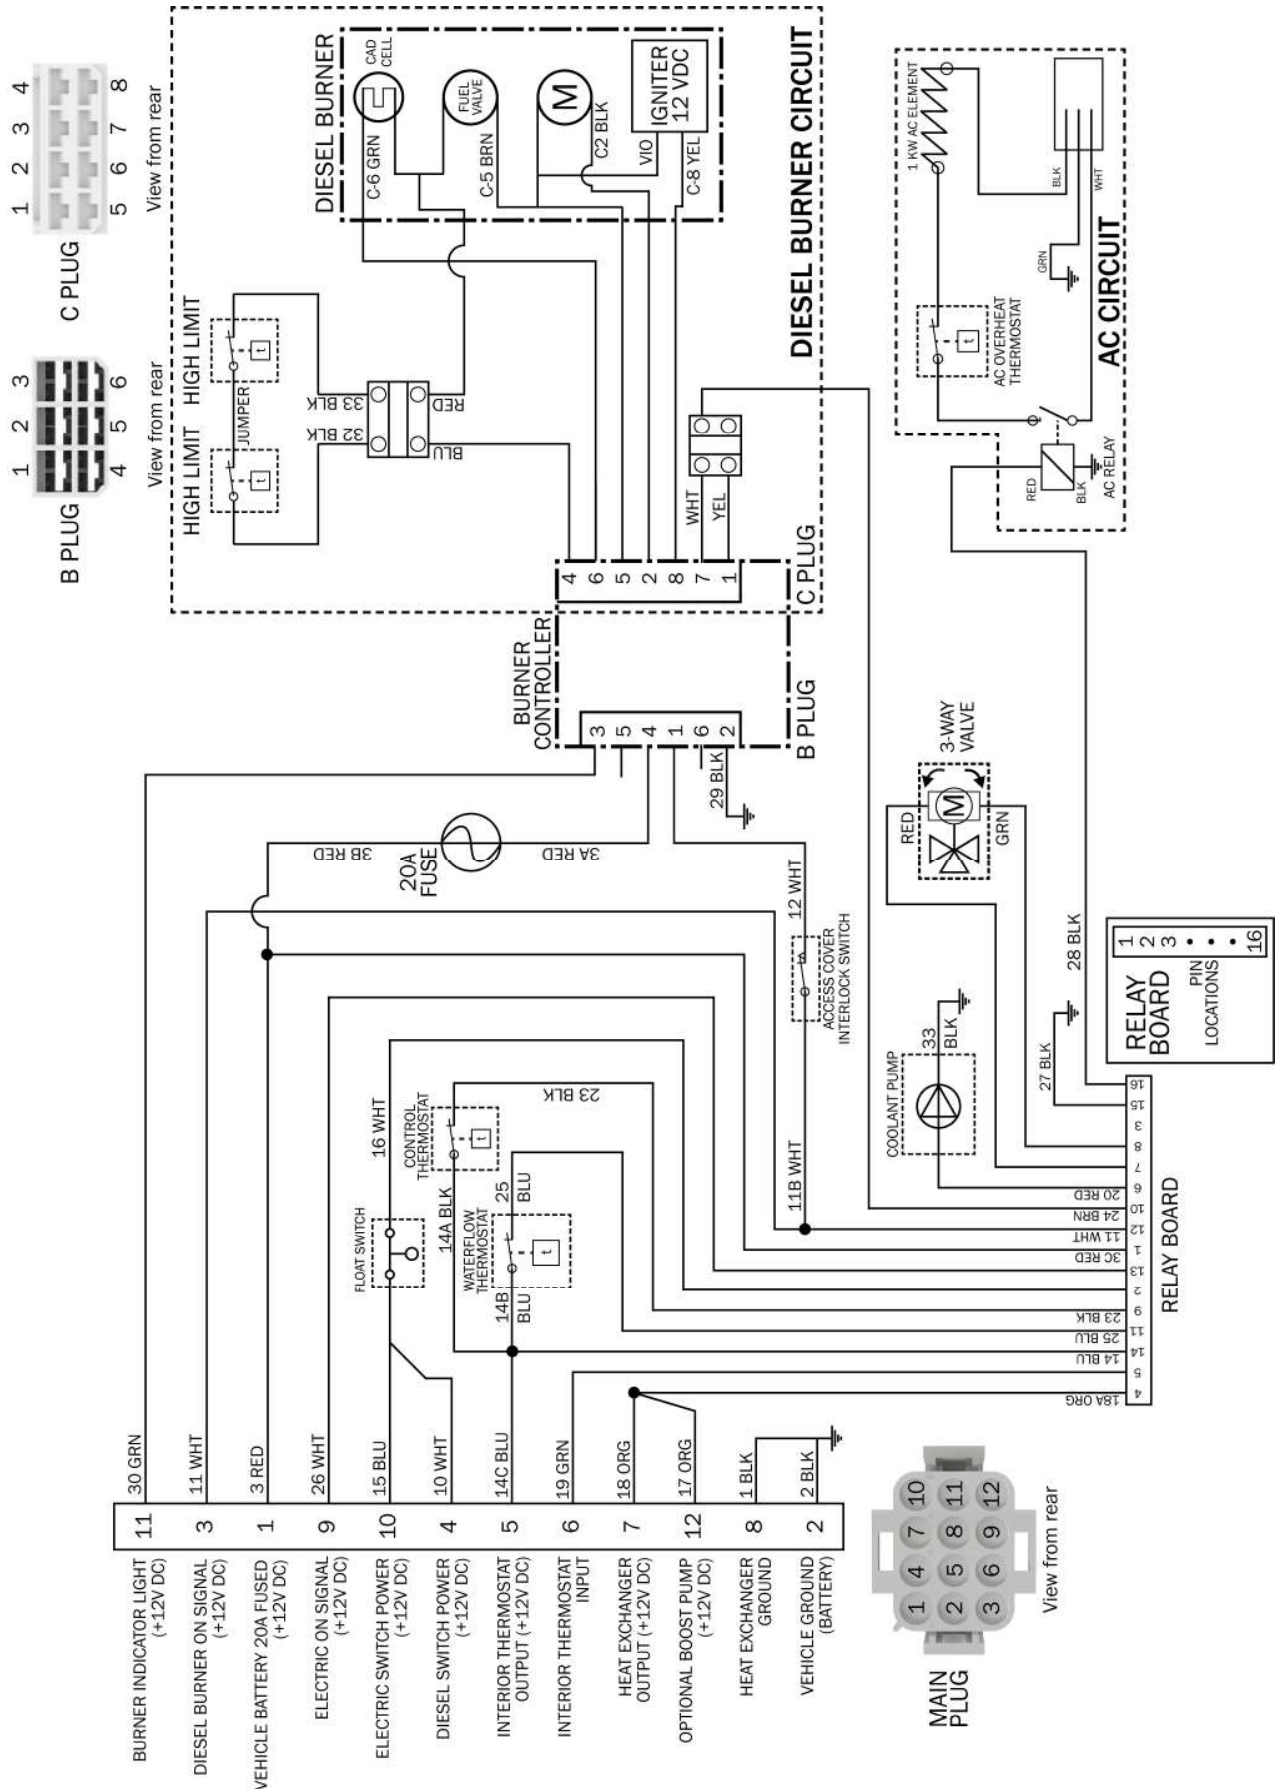 1 2 3 4
5 6 7 8
C PLUG
View from rear
1 2 3
4 5 6
B PLUG
View from rear
DIESEL BURNER
CAD
CELL
FUEL
VALVE
M
IGNITER
12 VDC
C-6 GRN
C-5 BRN
C2 BLK
VIO
C-8 YEL
DIESEL BURNER CIRCUIT
HIGH LIMIT
t
JUMPER
HIGH LIMIT
t
33 BLK
32 BLK
RED
BLU
WHT
YEL
4
6
5
2
8
7
1
C PLUG
BURNER
CONTROLLER
B PLUG
3
5
4
1
6
2
29 BLK
1 KW AC ELEMENT
BLK
WHT
GRN
AC OVERHEAT
THERMOSTAT
t
AC CIRCUIT
RED
BLK
AC RELAY
20A
FUSE
3B RED
3A RED
12 WHT
ACCESS COVER
INTERLOCK SWITCH
11B WHT
3-WAY
VALVE
M
RED
GRN
28 BLK
COOLANT PUMP
33
BLK
27 BLK
16 WHT
FLOAT SWITCH
CONTROL
THERMOSTAT
t
23 BLK
14A BLK
WATERFLOW
THERMOSTAT
t
25
BLU
14B
BLU
RELAY
BOARD
1
2
3
•
•
•
16
PIN
LOCATIONS
RELAY BOARD
16
15
3
8
7
6
10
12
1
13
2
9
11
14
5
4
20 RED
24 BRN
11 WHT
3C RED
23 BLK
25 BLU
14 BLU
18A ORG
30 GRN
11 WHT
3 RED
26 WHT
15 BLU
10 WHT
14C BLU
19 GRN
18 ORG
17 ORG
1 BLK
2 BLK
11
3
1
9
10
4
5
6
7
12
8
2
BURNER INDICATOR LIGHT
(+12V DC)
DIESEL BURNER ON SIGNAL
(+12V DC)
VEHICLE BATTERY 20A FUSED
(+12V DC)
ELECTRIC ON SIGNAL
(+12V DC)
ELECTRIC SWITCH POWER
(+12V DC)
DIESEL SWITCH POWER
(+12V DC)
INTERIOR THERMOSTAT
OUTPUT (+12V DC)
INTERIOR THERMOSTAT
INPUT
HEAT EXCHANGER
OUTPUT (+12V DC)
OPTIONAL BOOST PUMP
(+12V DC)
HEAT EXCHANGER
GROUND
VEHICLE GROUND
(BATTERY)
MAIN
PLUG
1 4 7 10
2 5 8 11
3 6 9 12
View from rear